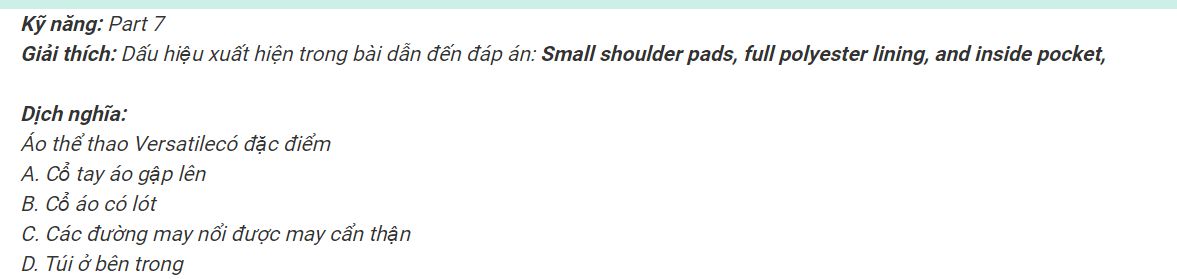 Kỹ năng: Part 7
Giải thích: Dấu hiệu xuất hiện trong bài dẫn đến đáp án: Small shoulder pads, full polyester lining, and inside pocket,
Dịch nghĩa:
Áo thể thao Versatilecó đặc điểm
A. Cổ tay áo gập lên
B. Cổ áo có lót
C. Các đường may nổi được may cẩn thận
D. Túi ở bên trong